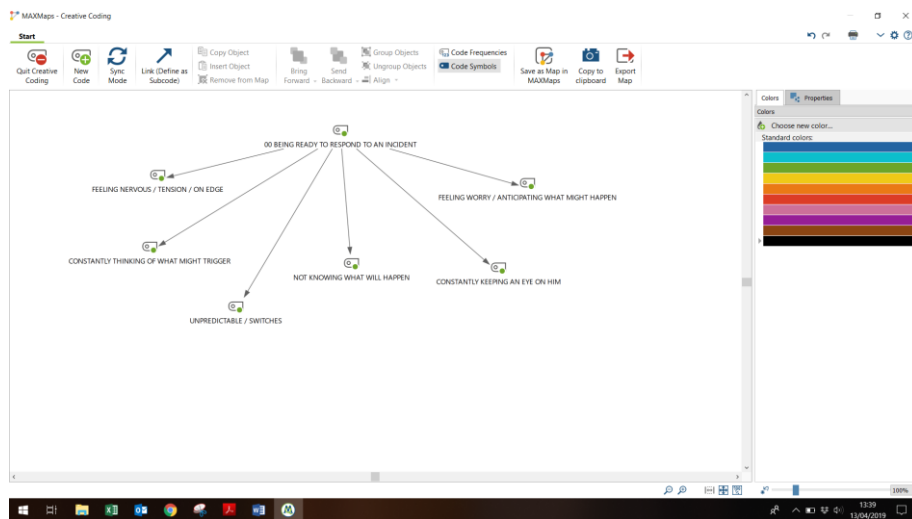 MAXMaps - Creative Coding
Start
Quit Creative Coding
New Code
Sync Mode
Link (Define as Subcode)
Copy Object
Insert Object
Remove from Map
Bring Forward
Send Backward
Group Objects
Ungroup Objects
Align
Code Frequencies
Code Symbols
Save as Map in MAXMaps
Copy to clipboard
Export Map
00 BEING READY TO RESPOND TO AN INCIDENT
FEELING NERVOUS / TENSION / ON EDGE
FEELING WORRY / ANTICIPATING WHAT MIGHT HAPPEN
CONSTANTLY THINKING OF WHAT MIGHT TRIGGER
NOT KNOWING WHAT WILL HAPPEN
CONSTANTLY KEEPING AN EYE ON HIM
UNPREDICTABLE / SWITCHES
Colors
Properties
Colors
Choose new color...
Standard colors:
100%
13:39
13/04/2019